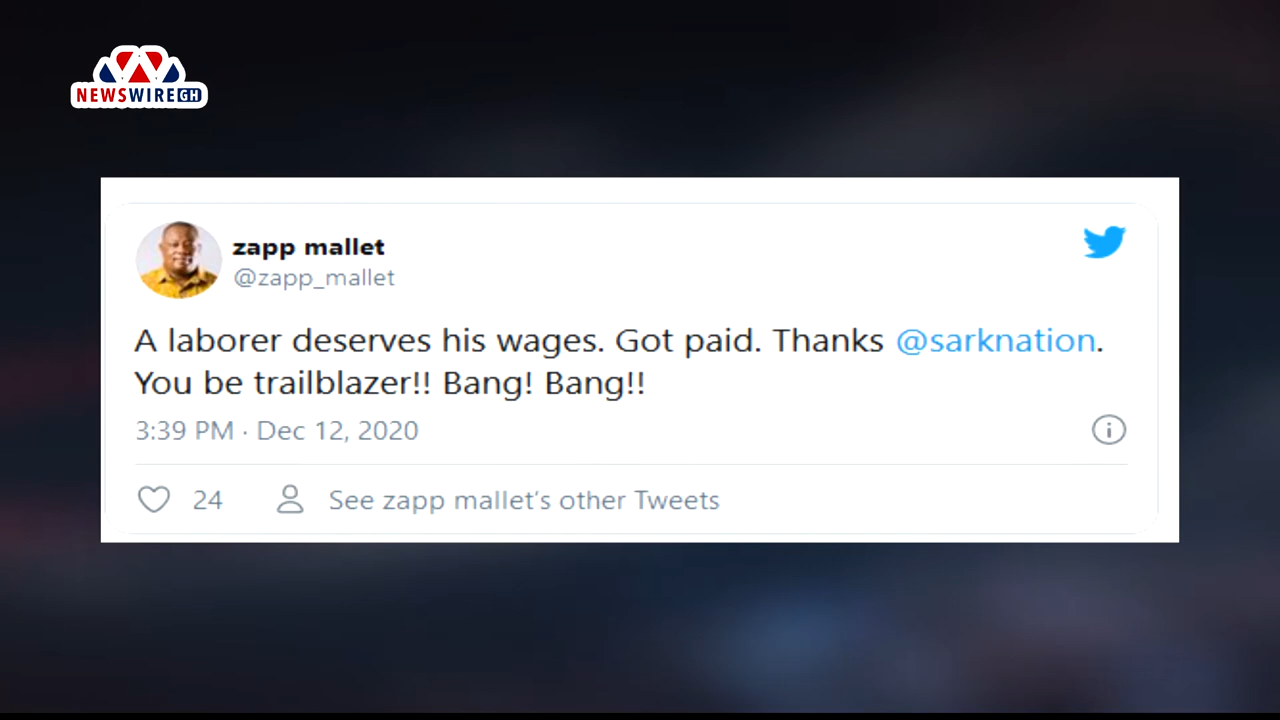 NEWSWIREGH
zapp mallet
@zapp_mallet
A laborer deserves his wages. Got paid. Thanks @sarknation.
You be trailblazer!! Bang! Bang!!
3:39 PM · Dec 12, 2020
24 See zapp mallet's other Tweets